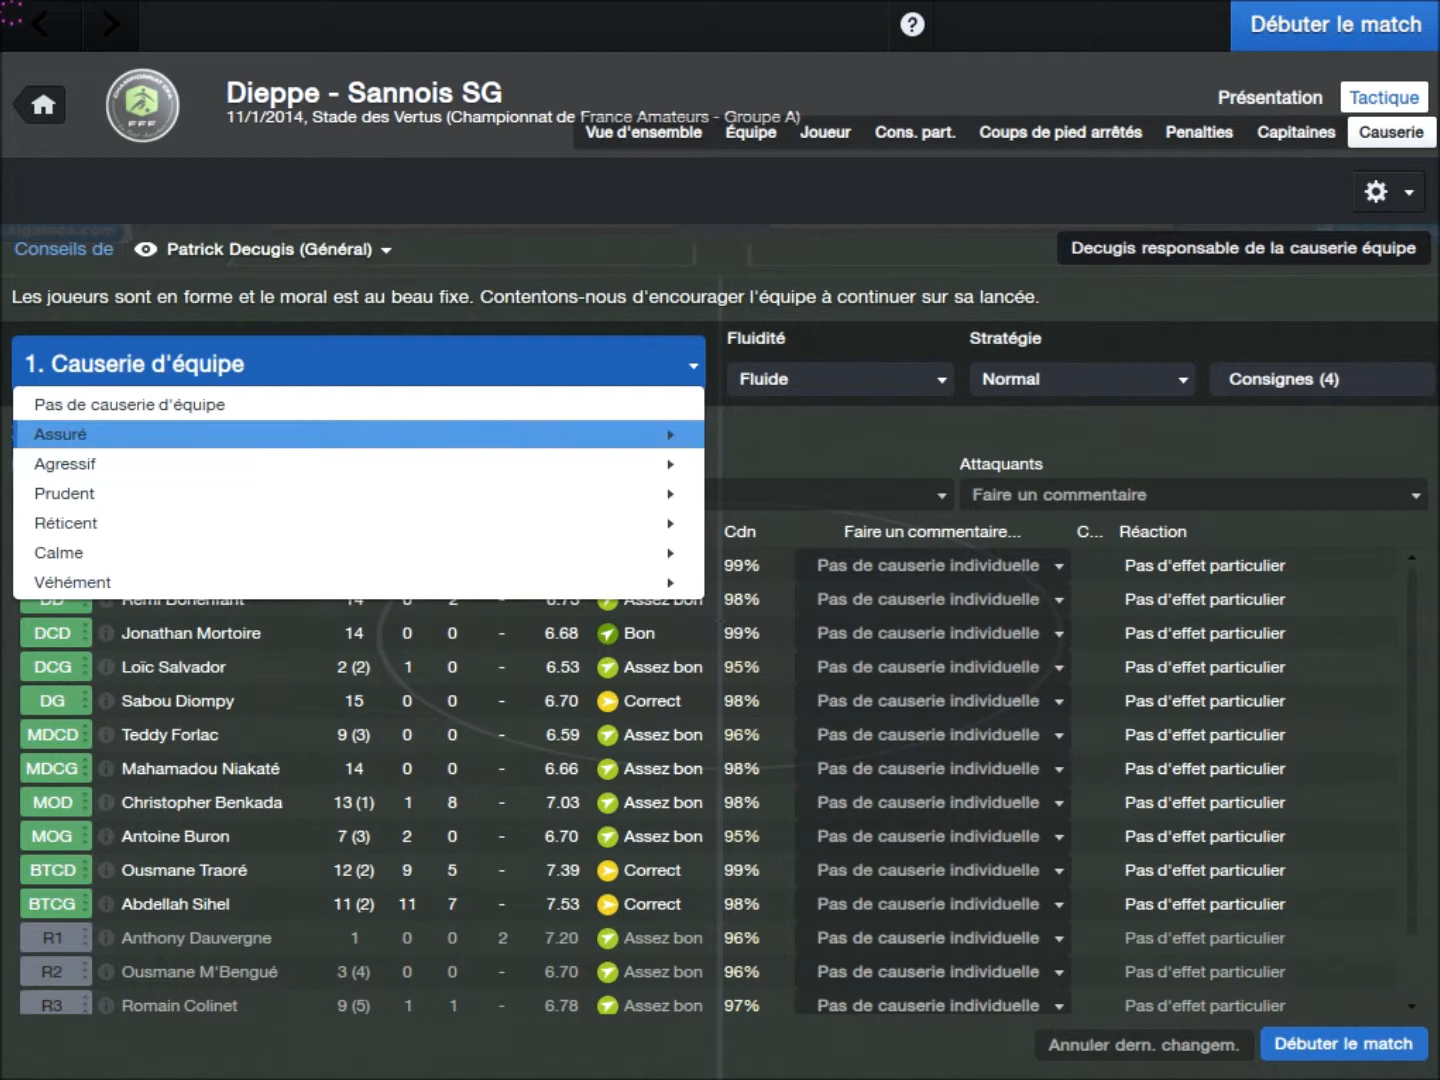 Débuter le match
Dieppe - Sannois SG
11/1/2014, Stade des Vertus (Championnat de France Amateurs - Groupe A)
Présentation Tactique
Vue d'ensemble Équipe Joueur Cons. part. Coups de pied arrêtés Penalties Capitaines Causerie
Conseils de Patrick Decugis (Général) Decugis responsable de la causerie équipe
Les joueurs sont en forme et le moral est au beau fixe. Contentons-nous d'encourager l'équipe à continuer sur sa lancée.
Fluidité Stratégie
1. Causerie d'équipe Fluide Normal Consignes (4)
Pas de causerie d'équipe
Assuré
Agressif
Prudent
Réticent
Calme
Véhément
Attaquants
Faire un commentaire
Cdn Faire un commentaire... C... Réaction
99% Pas de causerie individuelle Pas d'effet particulier
DD Rémi Bonenfant 14 0 2 - 6.73 Assez bon 98% Pas de causerie individuelle Pas d'effet particulier
DCD Jonathan Mortoire 14 0 0 - 6.68 Bon 99% Pas de causerie individuelle Pas d'effet particulier
DCG Loïc Salvador 2 (2) 1 0 - 6.53 Assez bon 95% Pas de causerie individuelle Pas d'effet particulier
DG Sabou Diompy 15 0 0 - 6.70 Correct 98% Pas de causerie individuelle Pas d'effet particulier
MDCD Teddy Forlac 9 (3) 0 0 - 6.59 Assez bon 96% Pas de causerie individuelle Pas d'effet particulier
MDCG Mahamadou Niakaté 14 0 0 - 6.66 Assez bon 98% Pas de causerie individuelle Pas d'effet particulier
MOD Christopher Benkada 13 (1) 1 8 - 7.03 Assez bon 98% Pas de causerie individuelle Pas d'effet particulier
MOG Antoine Buron 7 (3) 2 0 - 6.70 Assez bon 95% Pas de causerie individuelle Pas d'effet particulier
BTCD Ousmane Traoré 12 (2) 9 5 - 7.39 Correct 99% Pas de causerie individuelle Pas d'effet particulier
BTCG Abdellah Sihel 11 (2) 11 7 - 7.53 Correct 98% Pas de causerie individuelle Pas d'effet particulier
R1 Anthony Dauvergne 1 0 0 2 7.20 Assez bon 96% Pas de causerie individuelle Pas d'effet particulier
R2 Ousmane M'Bengué 3 (4) 0 0 - 6.70 Assez bon 96% Pas de causerie individuelle Pas d'effet particulier
R3 Romain Colinet 9 (5) 1 1 - 6.78 Assez bon 97% Pas de causerie individuelle Pas d'effet particulier
Annuler dern. changem. Débuter le match